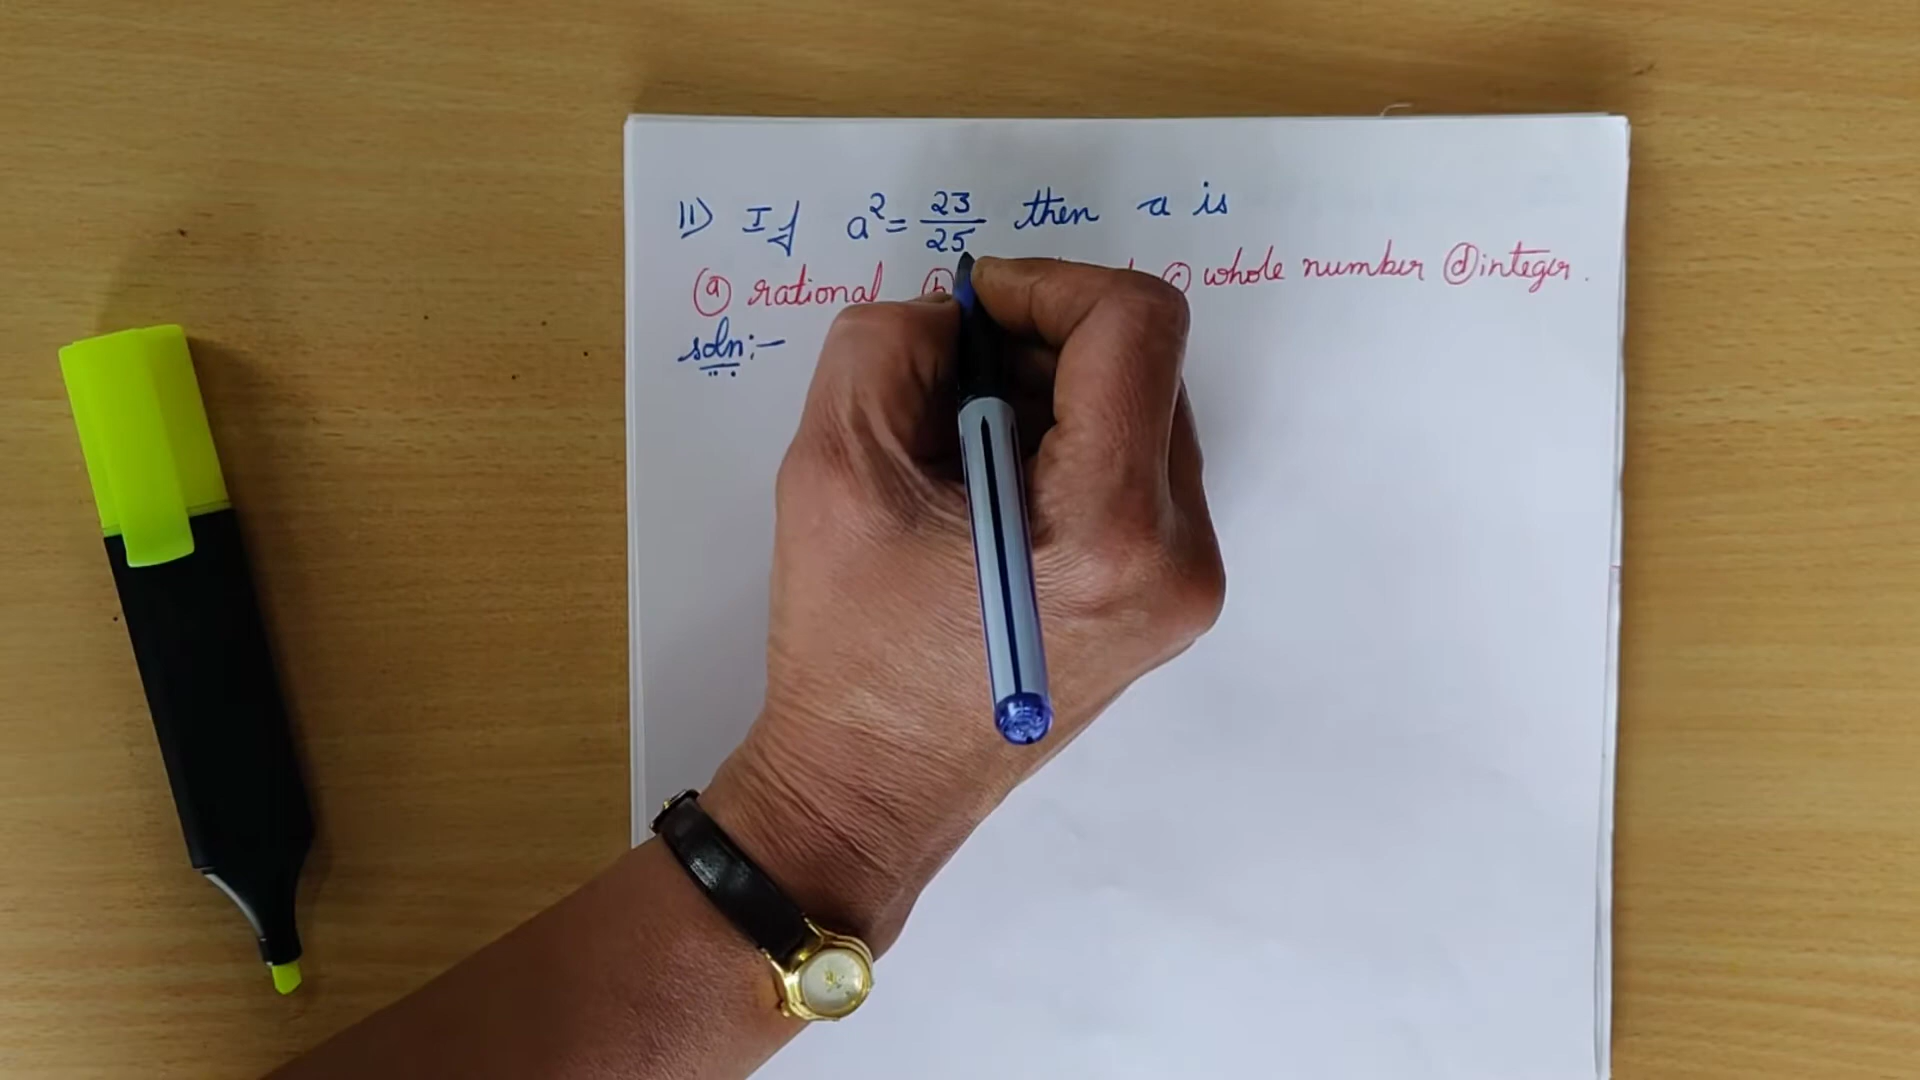 11) If a² = 23/25 then a is
(a) rational (b) (c) whole number (d) integer.
soln:-